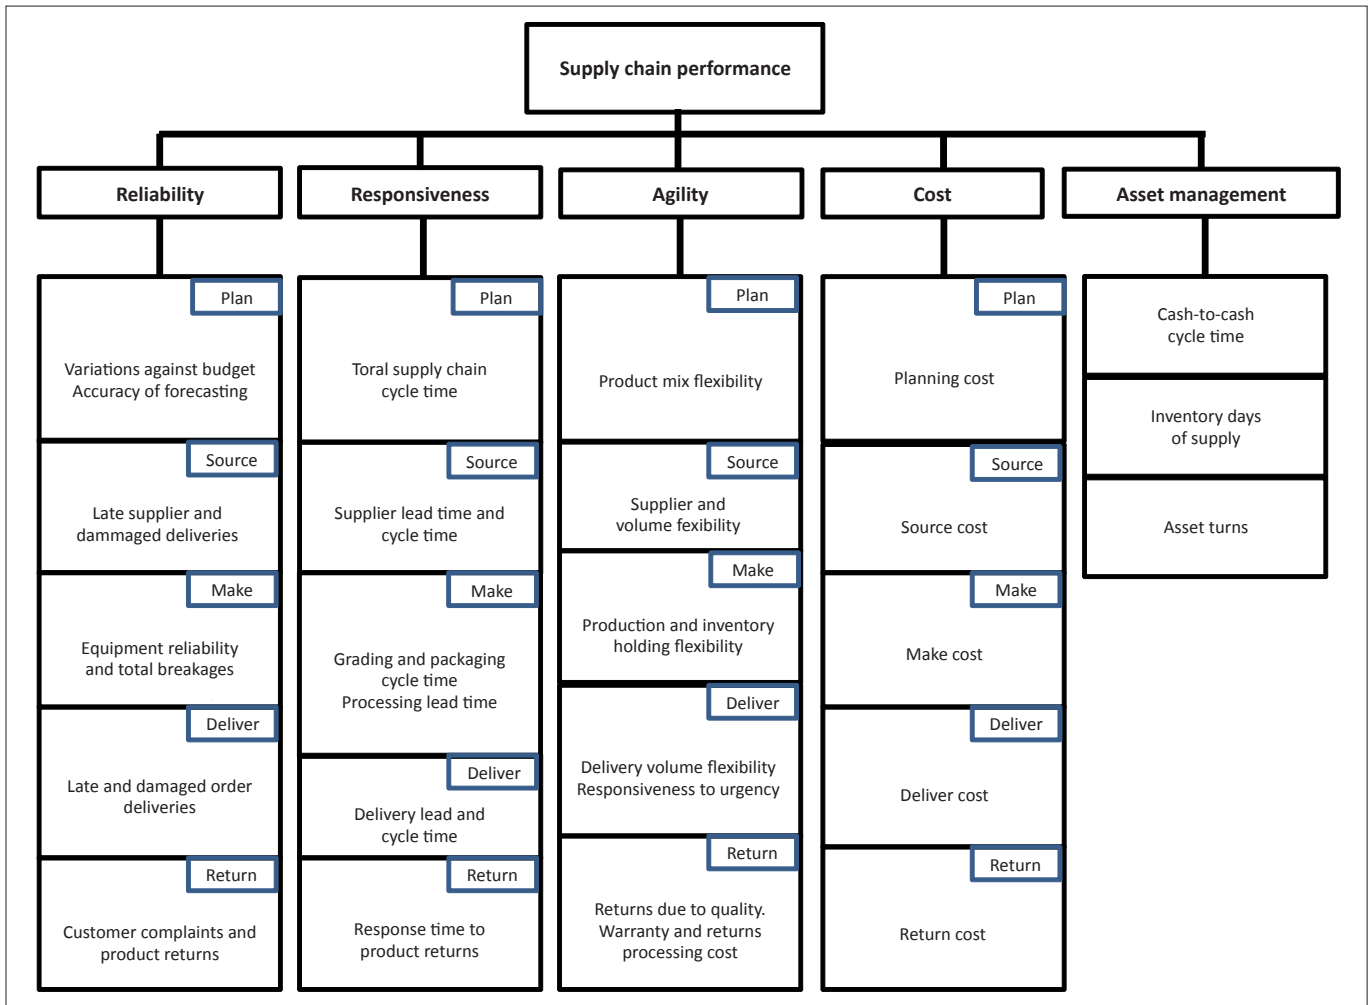 Supply chain performance
Reliability
Responsiveness
Agility
Cost
Asset management
Plan
Variations against budget
Accuracy of forecasting
Source
Late supplier and
dammaged deliveries
Make
Equipment reliability
and total breakages
Deliver
Late and damaged order
deliveries
Return
Customer complaints and
product returns
Plan
Toral supply chain
cycle time
Source
Supplier lead time and
cycle time
Make
Grading and packaging
cycle time
Processing lead time
Deliver
Delivery lead and
cycle time
Return
Response time to
product returns
Plan
Product mix flexibility
Source
Supplier and
volume fexibility
Make
Production and inventory
holding flexibility
Deliver
Delivery volume flexibility
Responsiveness to urgency
Return
Returns due to quality.
Warranty and returns
processing cost
Plan
Planning cost
Source
Source cost
Make
Make cost
Deliver
Deliver cost
Return
Return cost
Cash-to-cash
cycle time
Inventory days
of supply
Asset turns